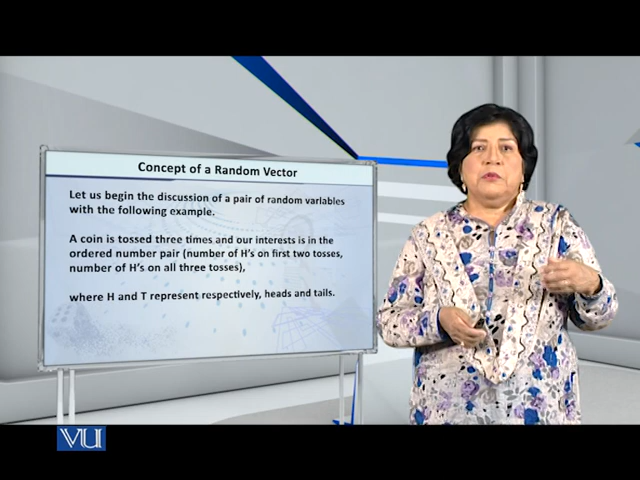 Concept of a Random Vector
Let us begin the discussion of a pair of random variables
with the following example.
A coin is tossed three times and our interests is in the
ordered number pair (number of H's on first two tosses,
number of H's on all three tosses),
where H and T represent respectively, heads and tails.
VU